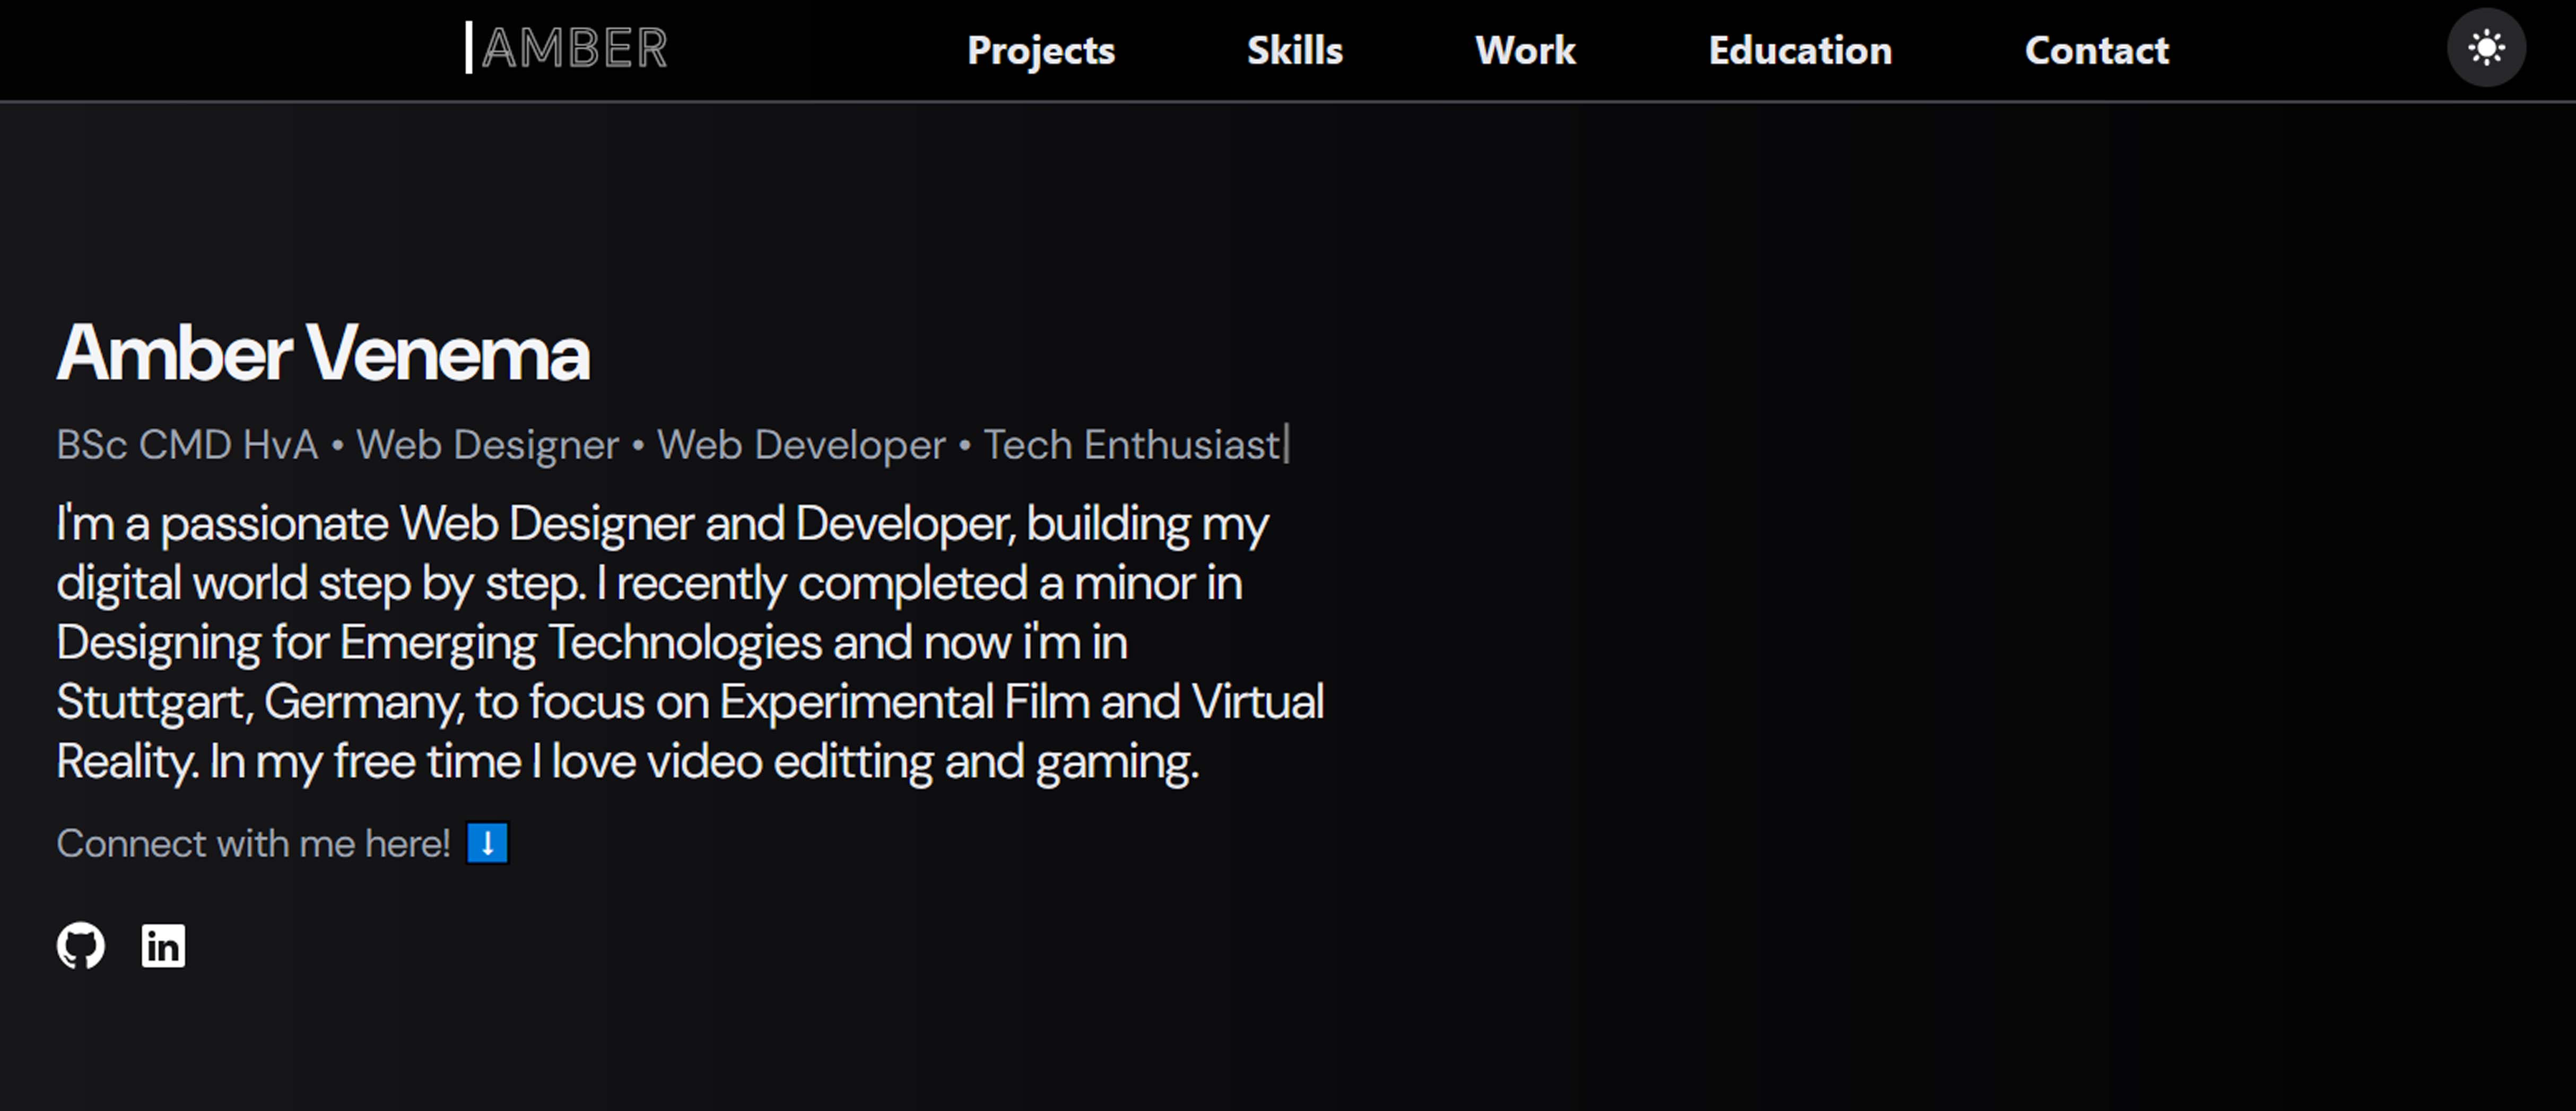 AMBER
Projects Skills Work Education Contact
Amber Venema
BSc CMD HvA • Web Designer • Web Developer • Tech Enthusiast
I'm a passionate Web Designer and Developer, building my
digital world step by step. I recently completed a minor in
Designing for Emerging Technologies and now i'm in
Stuttgart, Germany, to focus on Experimental Film and Virtual
Reality. In my free time I love video editting and gaming.
Connect with me here! ⬇
in